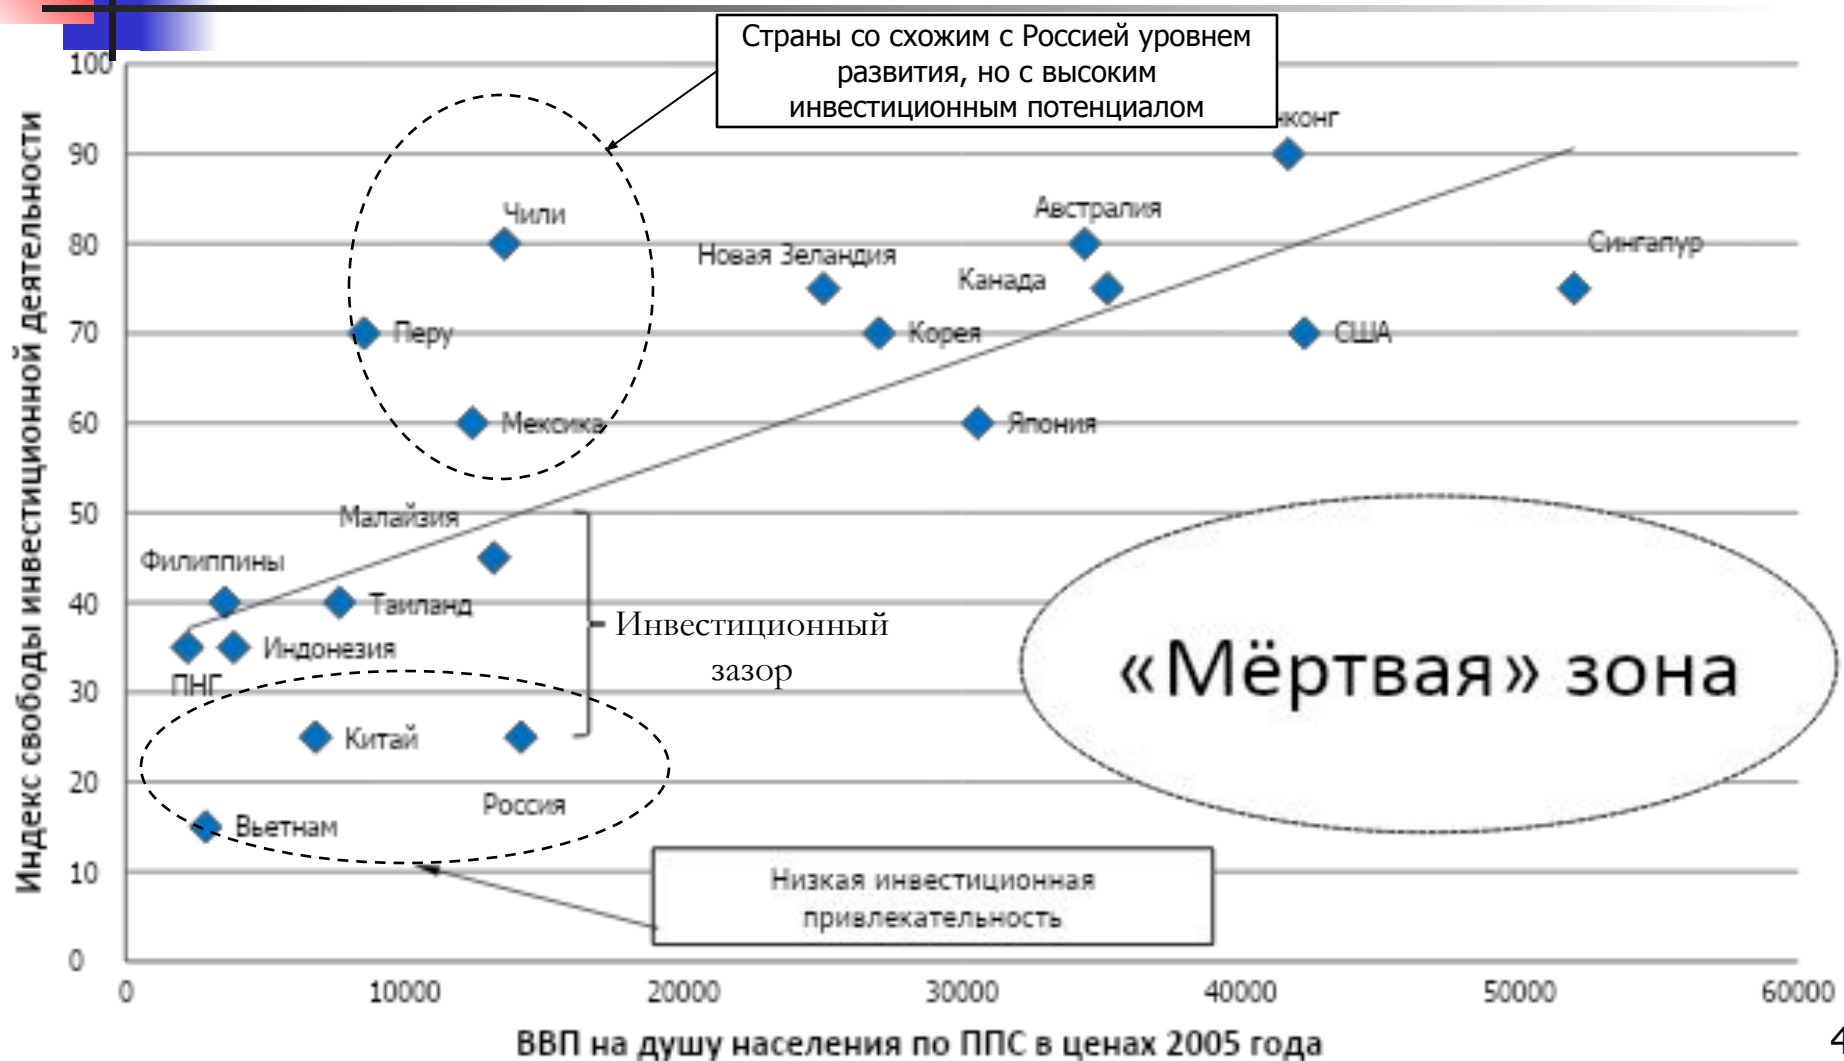 Страны со схожим с Россией уровнем
развития, но с высоким
инвестиционным потенциалом
Индекс свободы инвестиционной деятельности
100
90
80
70
60
50
40
30
20
10
0
нконг
Чили
Австралия
Новая Зеландия
Канада
Сингапур
Перу
Корея
США
Мексика
Япония
Малайзия
Филиппины
Таиланд
Инвестиционный
зазор
Индонезия
ПНГ
«Мёртвая» зона
Китай
Россия
Вьетнам
Низкая инвестиционная
привлекательность
0 10000 20000 30000 40000 50000 60000
ВВП на душу населения по ППС в ценах 2005 года